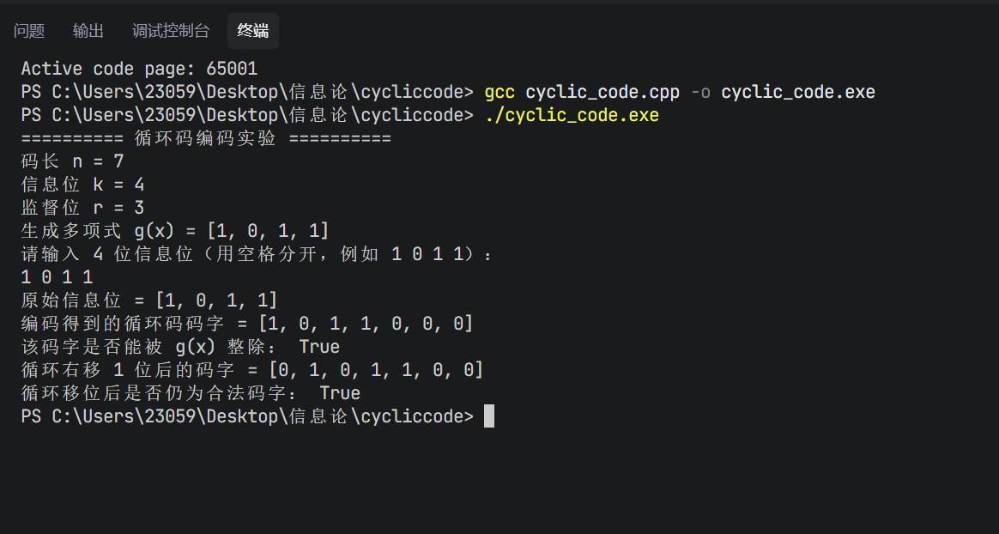 问题 输出 调试控制台 终端
Active code page: 65001
PS C:\Users\23059\Desktop\信息论\cycliccode> gcc cyclic_code.cpp -o cyclic_code.exe
PS C:\Users\23059\Desktop\信息论\cycliccode> ./cyclic_code.exe
========== 循环码编码实验 ==========
码长 n = 7
信息位 k = 4
监督位 r = 3
生成多项式 g(x) = [1, 0, 1, 1]
请输入 4 位信息位（用空格分开，例如 1 0 1 1）：
1 0 1 1
原始信息位 = [1, 0, 1, 1]
编码得到的循环码码字 = [1, 0, 1, 1, 0, 0, 0]
该码字是否能被 g(x) 整除： True
循环右移 1 位后的码字 = [0, 1, 0, 1, 1, 0, 0]
循环移位后是否仍为合法码字： True
PS C:\Users\23059\Desktop\信息论\cycliccode>